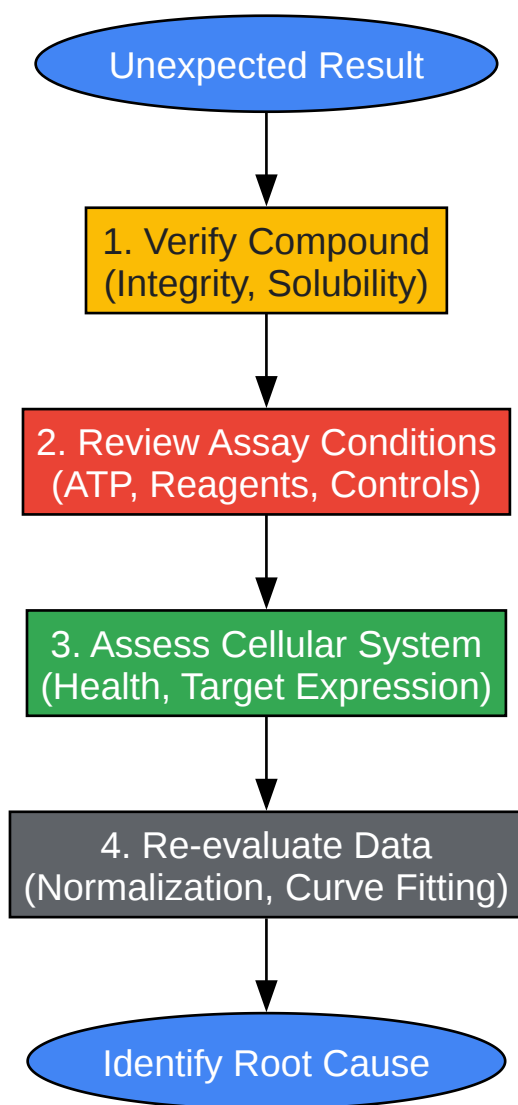 Unexpected Result
1. Verify Compound
(Integrity, Solubility)
2. Review Assay Conditions
(ATP, Reagents, Controls)
3. Assess Cellular System
(Health, Target Expression)
4. Re-evaluate Data
(Normalization, Curve Fitting)
Identify Root Cause